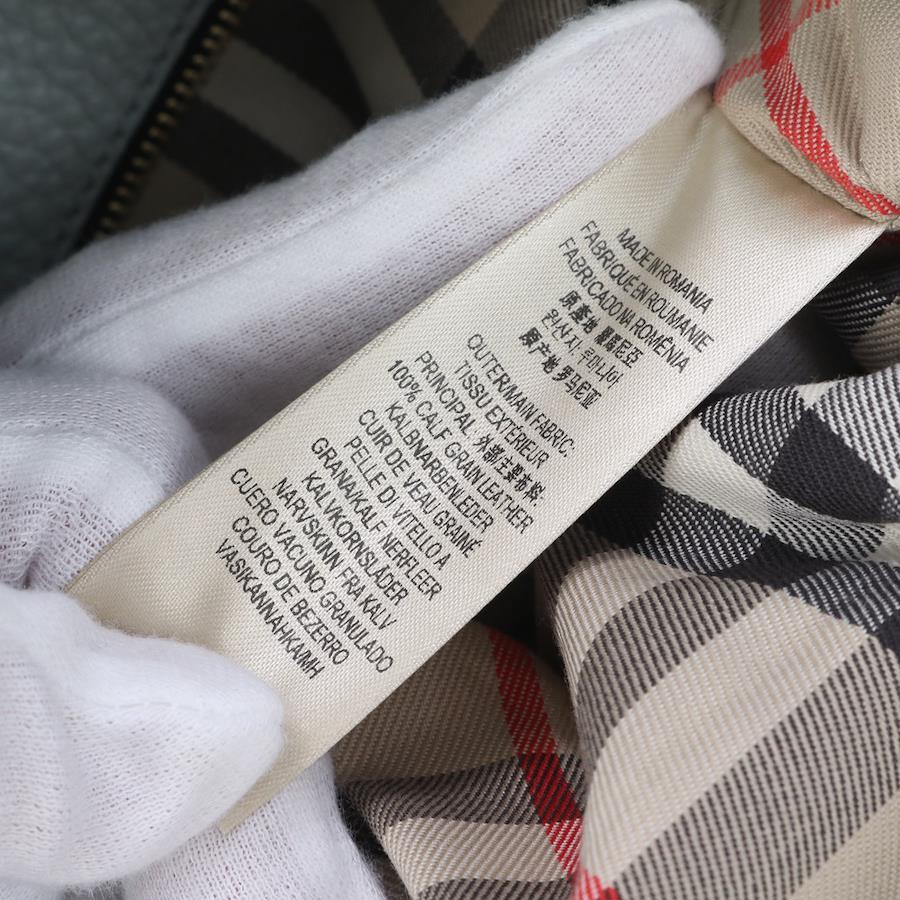 MADE IN ROMANIA
FABRIQUÉ EN ROUMANIE
FABRICADO NA ROMÊNIA
原產地 羅馬尼亞
원산지 루마니아
原产地 罗马尼亚
OUTER/MAIN FABRIC.
TISSU EXTÉRIEUR
PRINCIPAL 外部主要布料.
100% CALF GRAIN LEATHER
KALBNARBENLEDER
CUIR DE VEAU GRAINÉ
PELLE DI VITELLO A
GRANA/KALF NERFLEER
KALVKORNSLÄDER
NARVSKINN FRA KALV
CUERO VACUNO GRANULADO
COURO DE BEZERRO
VASIKANNAHKA/MH